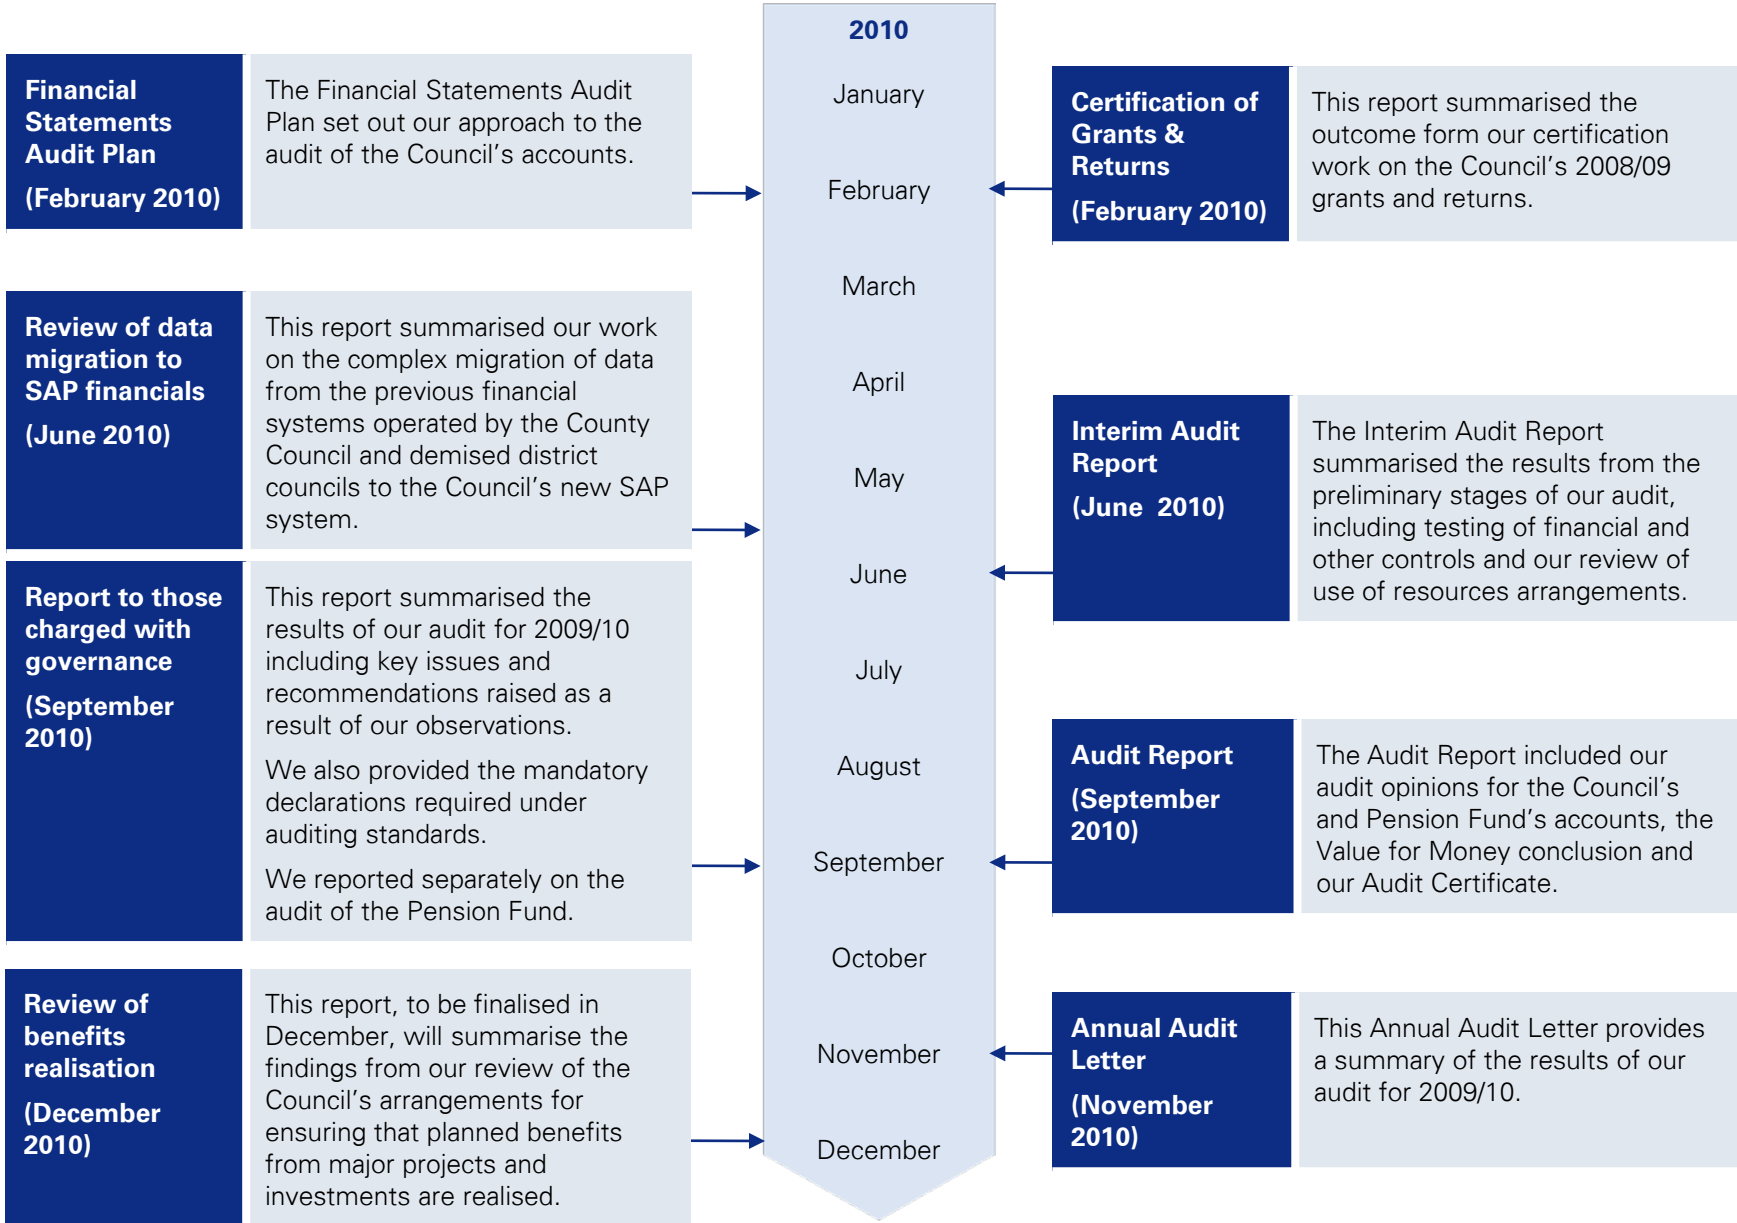 Financial
Statements
Audit Plan
(February 2010)
The Financial Statements Audit
Plan set out our approach to the
audit of the Council’s accounts.
Review of data
migration to
SAP financials
(June 2010)
This report summarised our work
on the complex migration of data
from the previous financial
systems operated by the County
Council and demised district
councils to the Council’s new SAP
system.
Report to those
charged with
governance
(September
2010)
This report summarised the
results of our audit for 2009/10
including key issues and
recommendations raised as a
result of our observations.
We also provided the mandatory
declarations required under
auditing standards.
We reported separately on the
audit of the Pension Fund.
Review of
benefits
realisation
(December
2010)
This report, to be finalised in
December, will summarise the
findings from our review of the
Council’s arrangements for
ensuring that planned benefits
from major projects and
investments are realised.
2010
January
February
March
April
May
June
July
August
September
October
November
December
Certification of
Grants &
Returns
(February 2010)
This report summarised the
outcome form our certification
work on the Council’s 2008/09
grants and returns.
Interim Audit
Report
(June  2010)
The Interim Audit Report
summarised the results from the
preliminary stages of our audit,
including testing of financial and
other controls and our review of
use of resources arrangements.
Audit Report
(September
2010)
The Audit Report included our
audit opinions for the Council’s
and Pension Fund’s accounts, the
Value for Money conclusion and
our Audit Certificate.
Annual Audit
Letter
(November
2010)
This Annual Audit Letter provides
a summary of the results of our
audit for 2009/10.